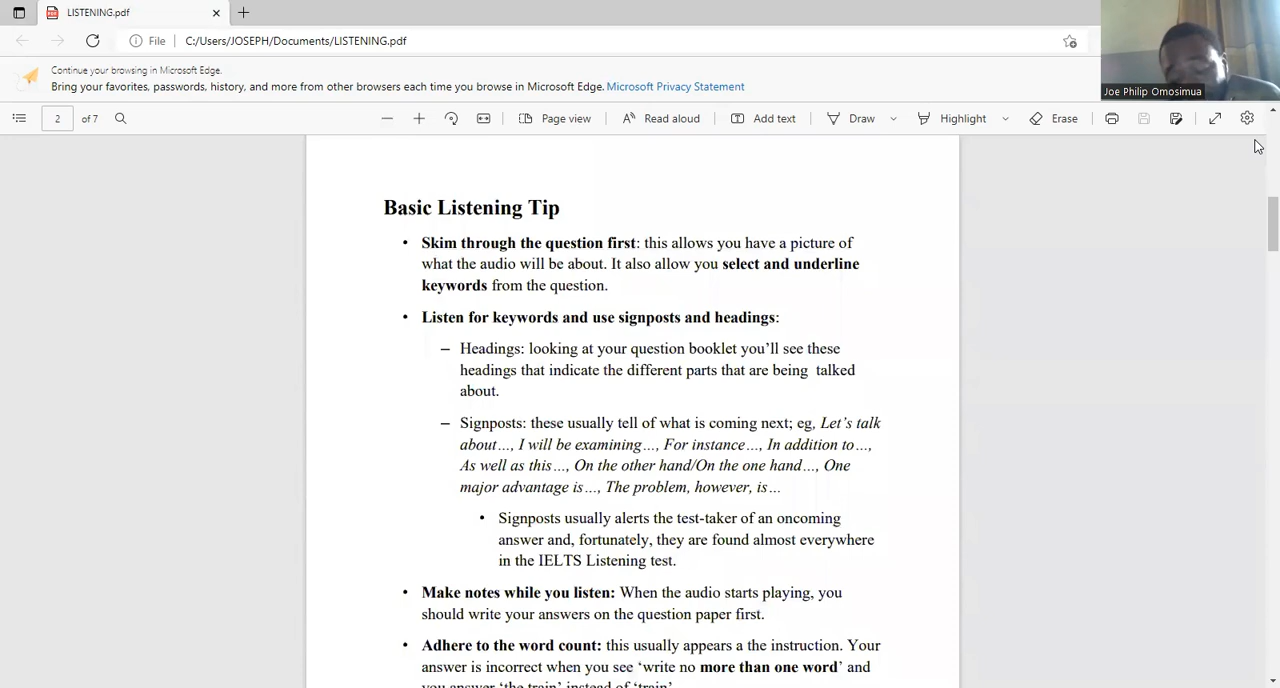 LISTENING.pdf
File
C:/Users/JOSEPH/Documents/LISTENING.pdf
Continue your browsing in Microsoft Edge.
Bring your favorites, passwords, history, and more from other browsers each time you browse in Microsoft Edge. Microsoft Privacy Statement
Joe Philip Omosimua
2 of 7 Page view Read aloud Add text Draw Highlight Erase
Basic Listening Tip
• Skim through the question first: this allows you have a picture of
what the audio will be about. It also allow you select and underline
keywords from the question.
• Listen for keywords and use signposts and headings:
– Headings: looking at your question booklet you’ll see these
headings that indicate the different parts that are being talked
about.
– Signposts: these usually tell of what is coming next; eg, Let’s talk
about…, I will be examining…, For instance…, In addition to…,
As well as this…, On the other hand/On the one hand…, One
major advantage is…, The problem, however, is…
• Signposts usually alerts the test-taker of an oncoming
answer and, fortunately, they are found almost everywhere
in the IELTS Listening test.
• Make notes while you listen: When the audio starts playing, you
should write your answers on the question paper first.
• Adhere to the word count: this usually appears a the instruction. Your
answer is incorrect when you see ‘write no more than one word’ and
you answer ‘the train’ instead of ‘train’